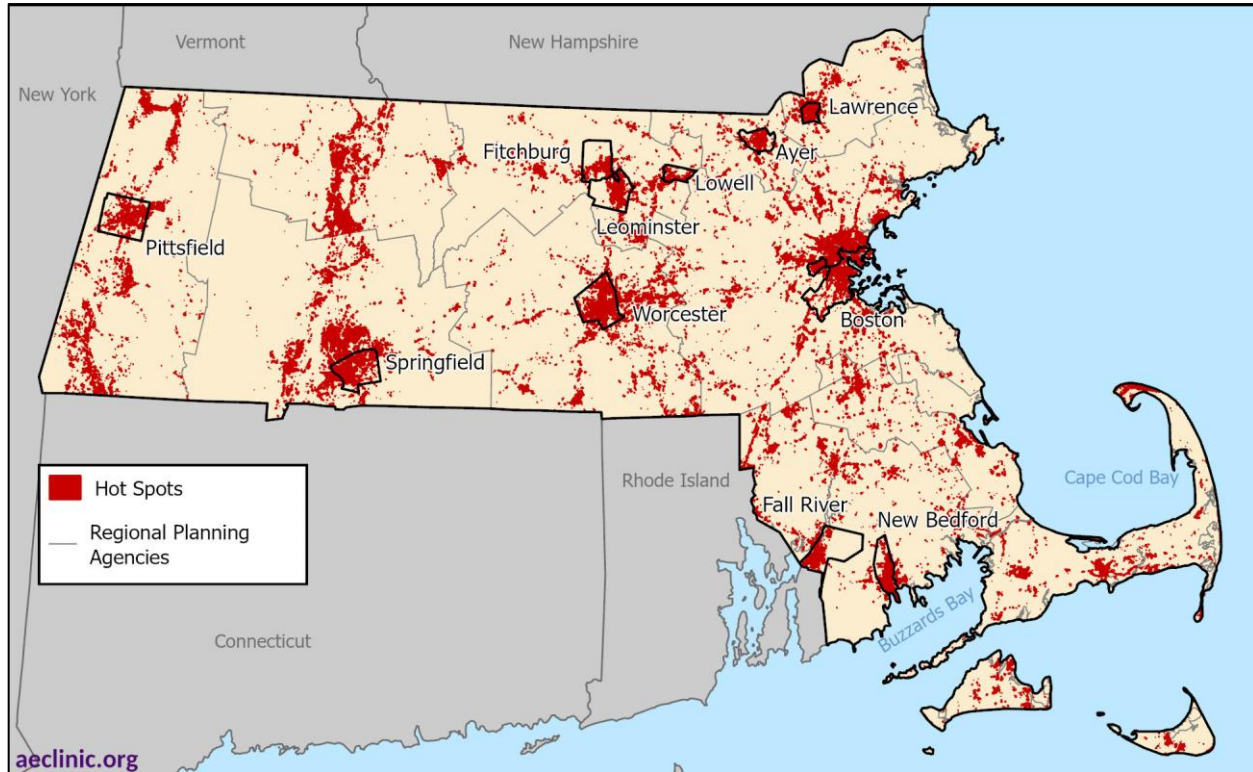 Vermont
New Hampshire
New York
Lawrence
Fitchburg
Ayer
Lowell
Leominster
Pittsfield
Worcester
Boston
Springfield
Hot Spots
Regional Planning
Agencies
Rhode Island
Cape Cod Bay
Fall River
New Bedford
Connecticut
Buzzards Bay
aeclinic.org